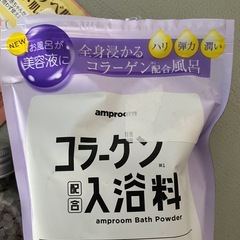 NEW
お風呂が
美容液に
全身浸かる
コラーゲン配合風呂
ハリ
弾力
潤い
amproom
コラーゲン
配合
入浴料
amproom Bath Powder